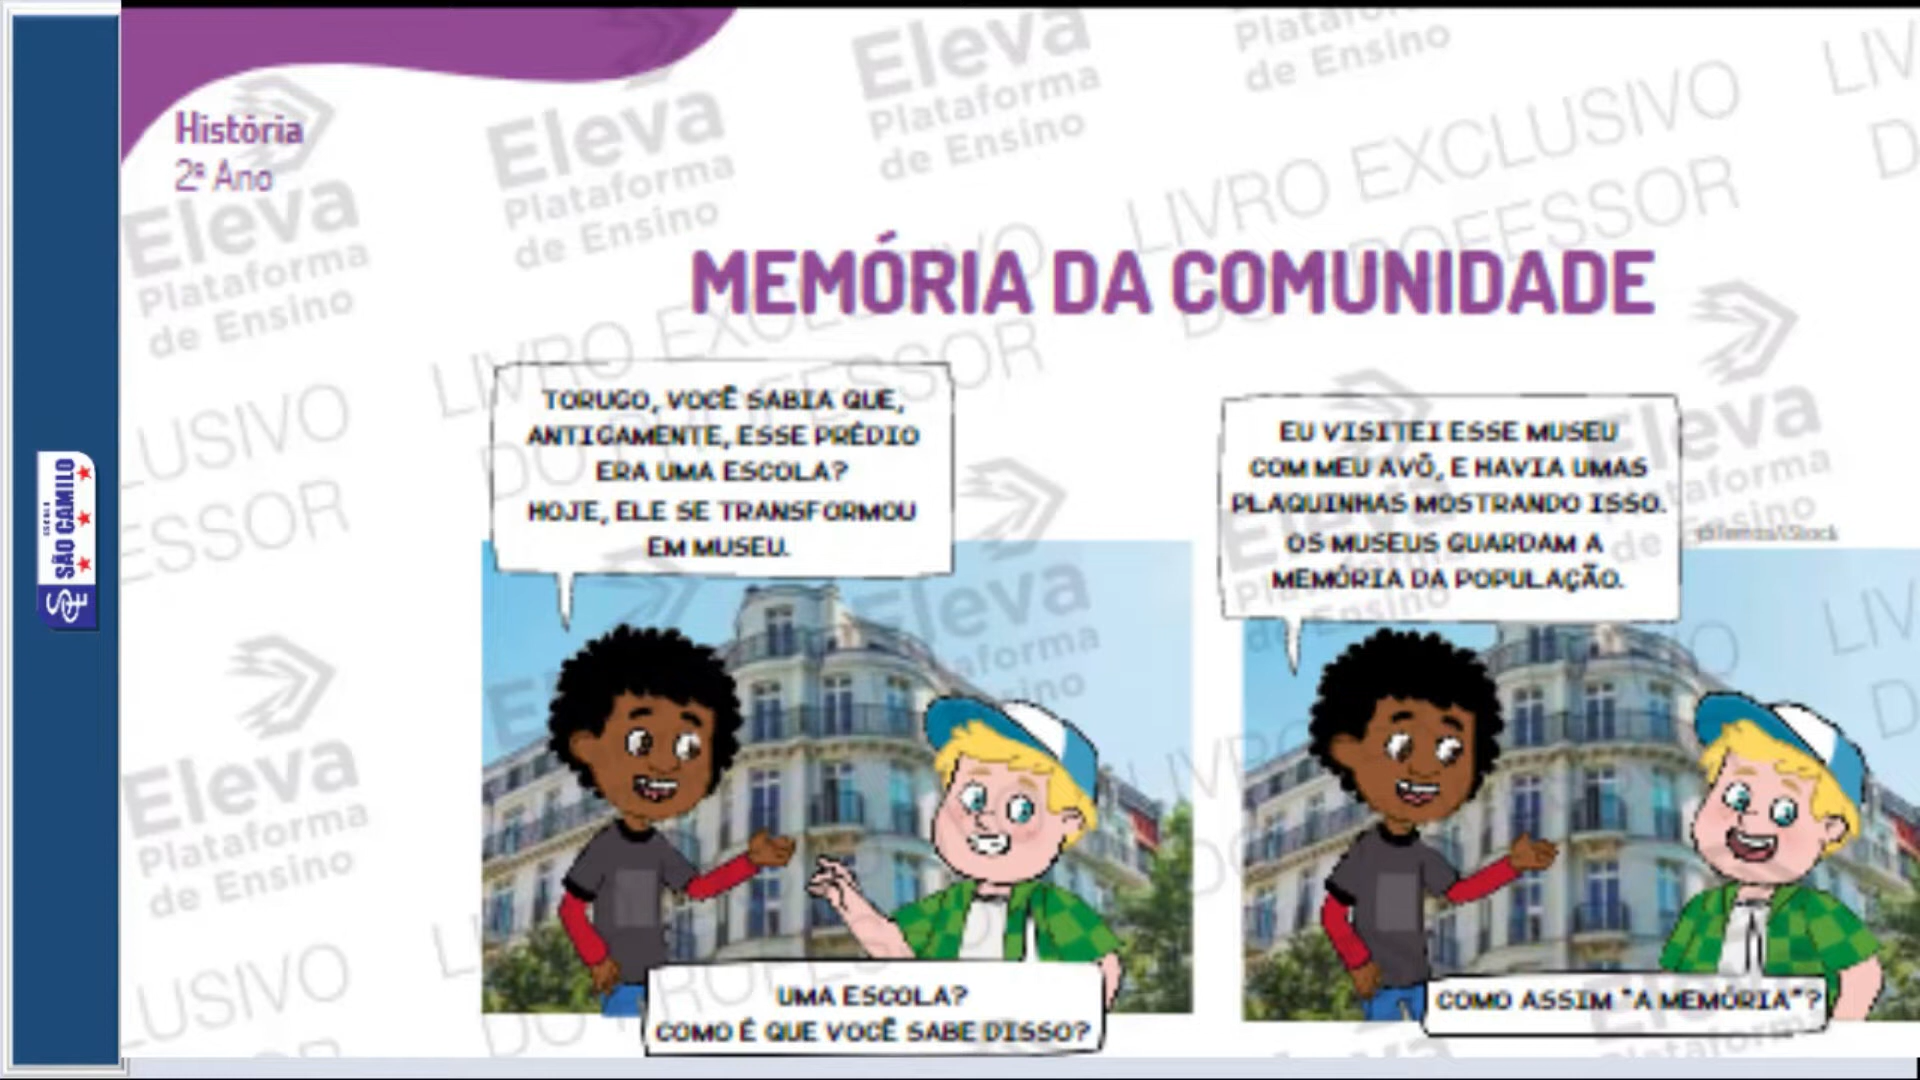 História
2º Ano
MEMÓRIA DA COMUNIDADE
TORUGO, VOCÊ SABIA QUE,
ANTIGAMENTE, ESSE PRÉDIO
ERA UMA ESCOLA?
HOJE, ELE SE TRANSFORMOU
EM MUSEU.
UMA ESCOLA?
COMO É QUE VOCÊ SABE DISSO?
EU VISITEI ESSE MUSEU
COM MEU AVÔ, E HAVIA UMAS
PLAQUINHAS MOSTRANDO ISSO.
OS MUSEUS GUARDAM A
MEMÓRIA DA POPULAÇÃO.
COMO ASSIM "A MEMÓRIA"?
ESCOLA
SÃO CAMILO
Eleva
Plataforma
de Ensino
LIVRO EXCLUSIVO
DO PROFESSOR